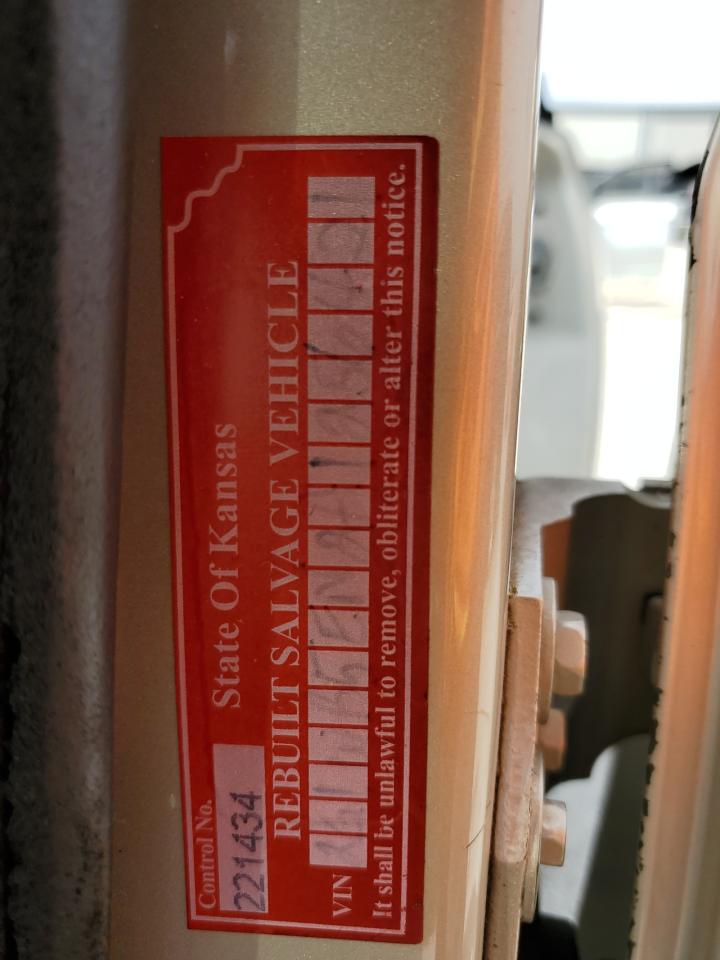 Control No.
221434
State Of Kansas
REBUILT SALVAGE VEHICLE
VIN
It shall be unlawful to remove, obliterate or alter this notice.